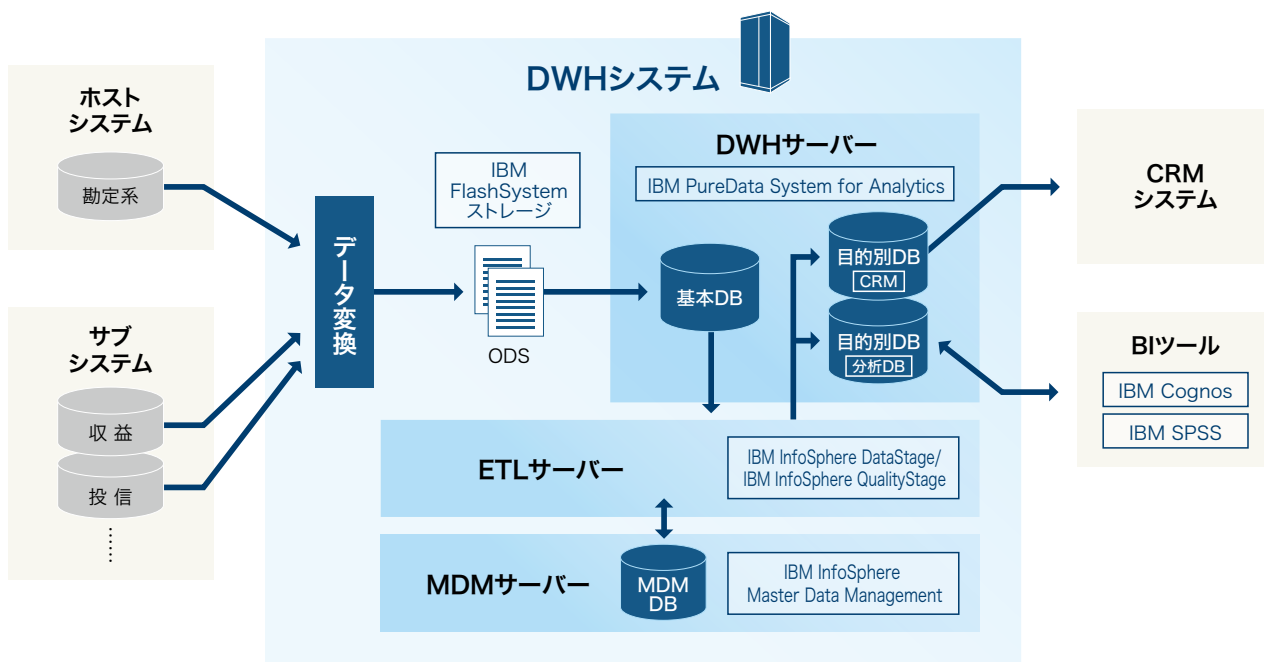 DWHシステム
ホスト
システム
勘定系
サブ
システム
収益
投信
……
データ変換
IBM
FlashSystem
ストレージ
ODS
DWHサーバー
IBM PureData System for Analytics
基本DB
目的別DB
CRM
目的別DB
分析DB
ETLサーバー
IBM InfoSphere DataStage/
IBM InfoSphere QualityStage
MDMサーバー
MDM
DB
IBM InfoSphere
Master Data Management
CRM
システム
BIツール
IBM Cognos
IBM SPSS